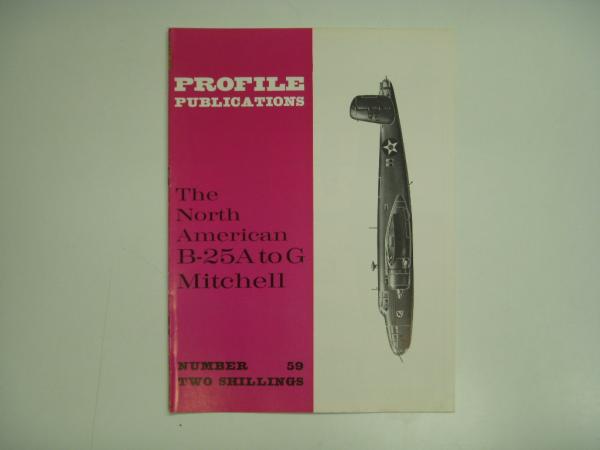 PROFILE
PUBLICATIONS
The
North
American
B-25A to G
Mitchell
NUMBER 59
TWO SHILLINGS